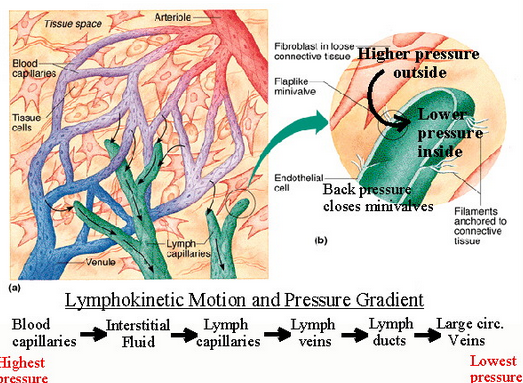 Tissue space
Arteriole
Blood
capillaries
Tissue
cells
Lymph
capillaries
Venule
(a)
Fibroblast in loose
connective tissue
Flaplike
minivalve
Endothelial
cell
Higher pressure
outside
Lower
pressure
inside
Back pressure
closes minivalves
Filaments
anchored to
connective
tissue
(b)
Lymphokinetic Motion and Pressure Gradient
Blood capillaries
Interstitial Fluid
Lymph capillaries
Lymph veins
Lymph ducts
Large circ. Veins
Highest
pressure
Lowest
pressure